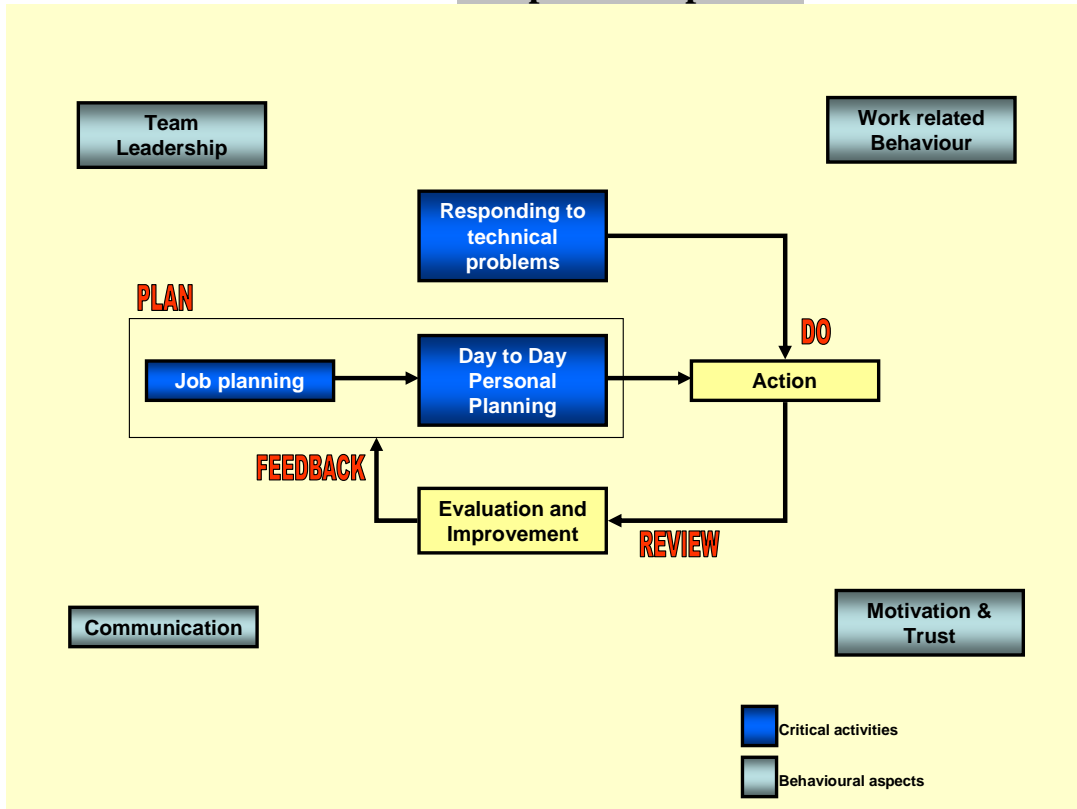 Team
Leadership
Work related
Behaviour
Responding to
technical
problems
PLAN
DO
Job planning
Day to Day
Personal
Planning
Action
FEEDBACK
Evaluation and
Improvement
REVIEW
Communication
Motivation &
Trust
Critical activities
Behavioural aspects